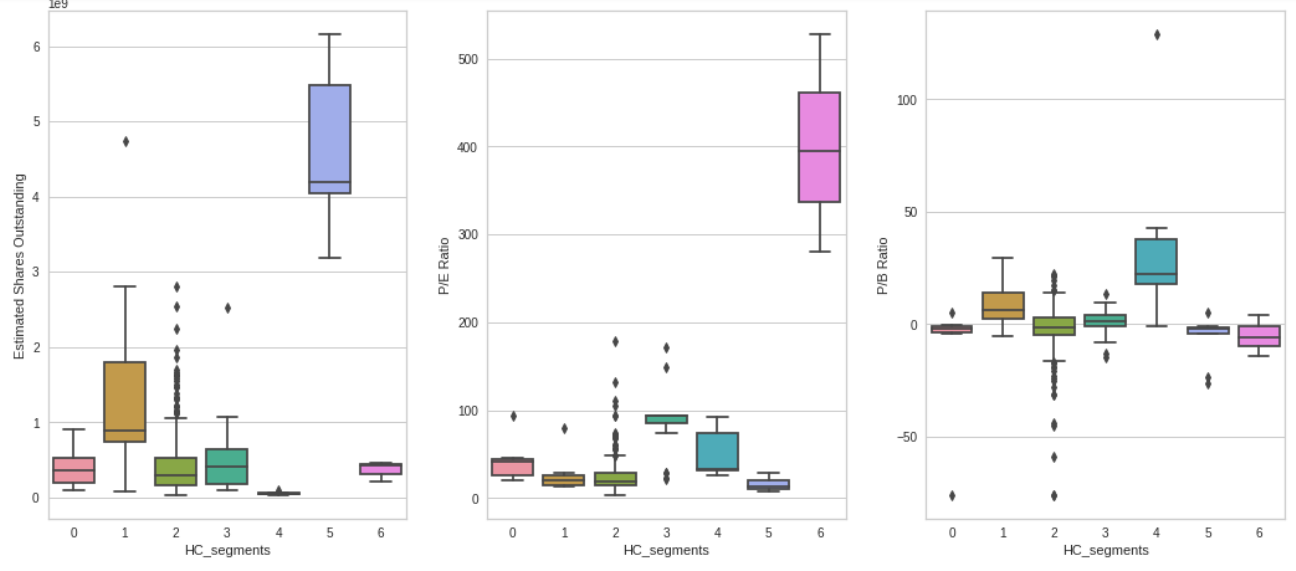 1e9
6
5
4
3
2
1
0
Estimated Shares Outstanding
0 1 2 3 4 5 6
HC_segments
500
400
300
200
100
0
P/E Ratio
0 1 2 3 4 5 6
HC_segments
100
50
0
−50
P/B Ratio
0 1 2 3 4 5 6
HC_segments